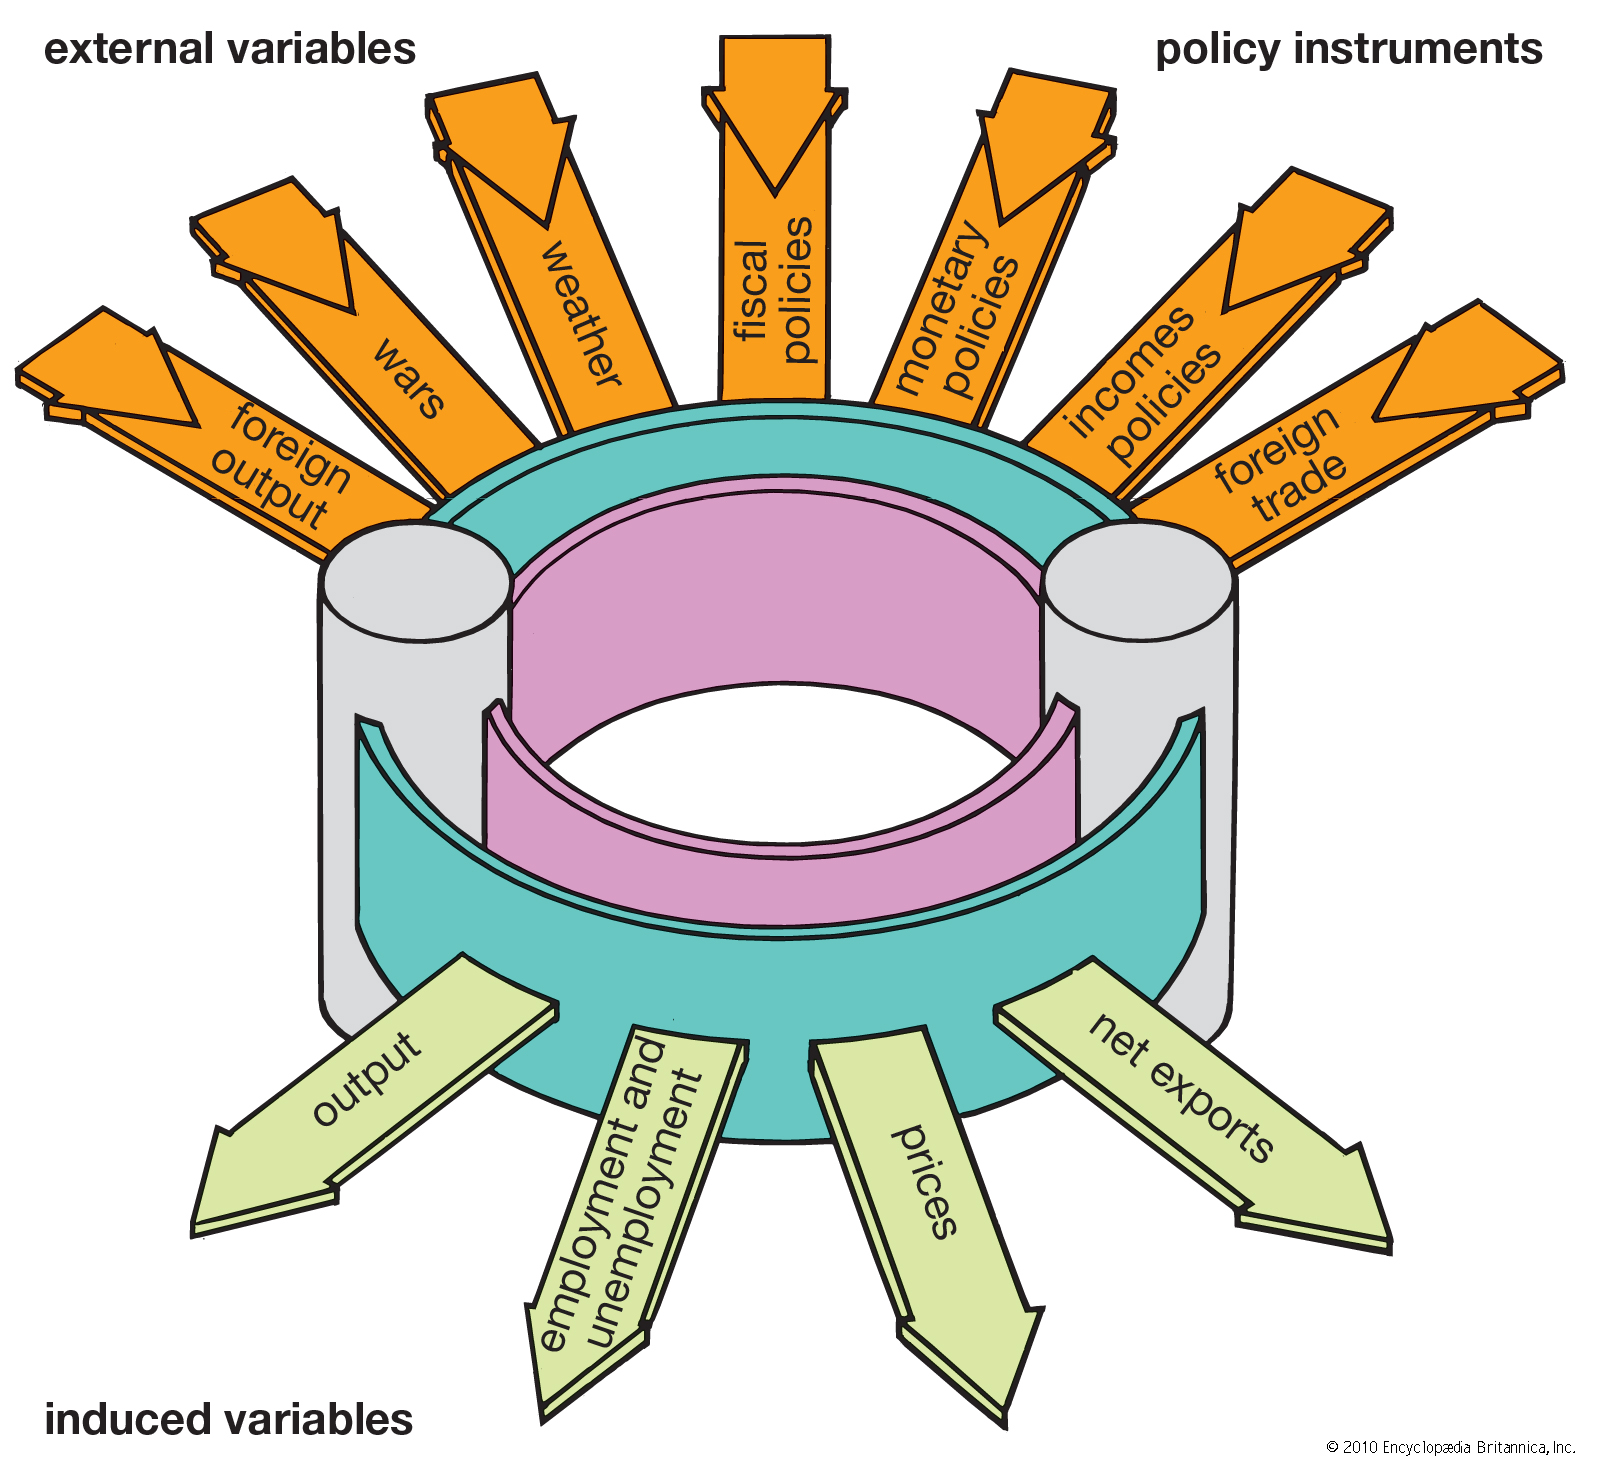 external variables
policy instruments
foreign
output
wars
weather
fiscal
policies
monetary
policies
incomes
policies
foreign
trade
output
employment and
unemployment
prices
net exports
induced variables
© 2010 Encyclopædia Britannica, Inc.